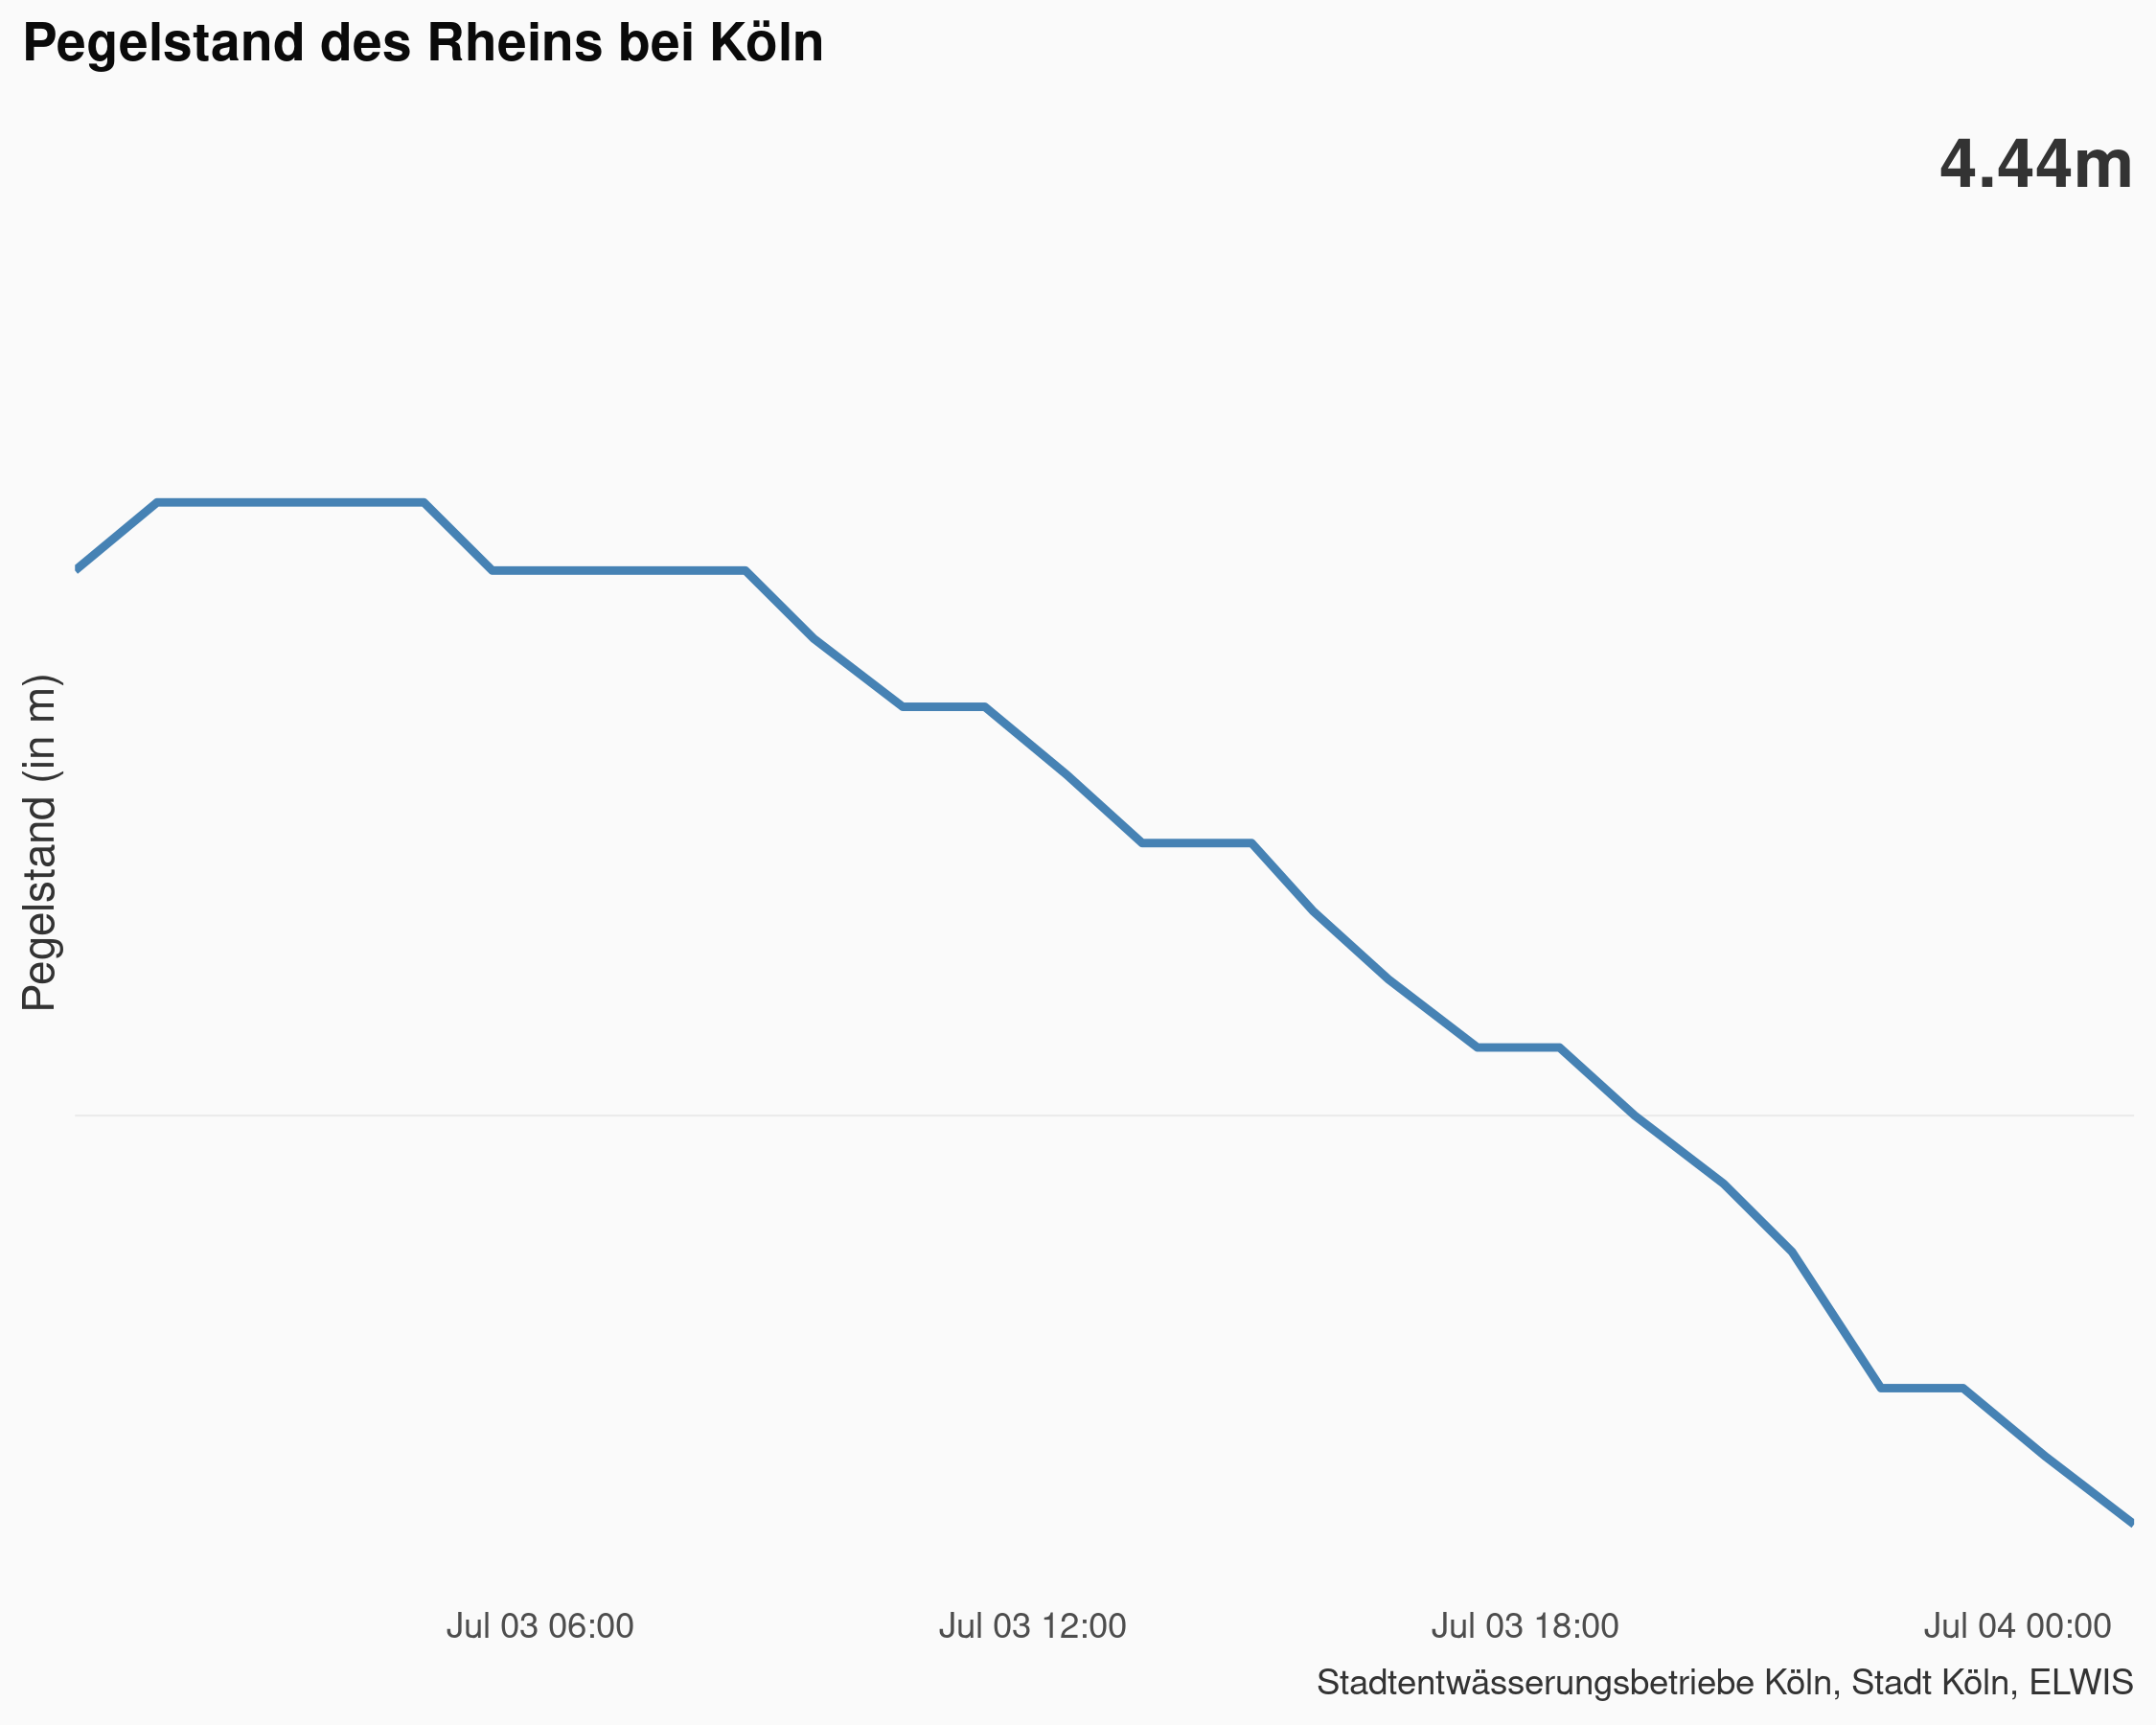 Pegelstand des Rheins bei Köln
4.44m
Pegelstand (in m)
Jul 03 06:00 Jul 03 12:00 Jul 03 18:00 Jul 04 00:00
Stadtentwässerungsbetriebe Köln, Stadt Köln, ELWIS